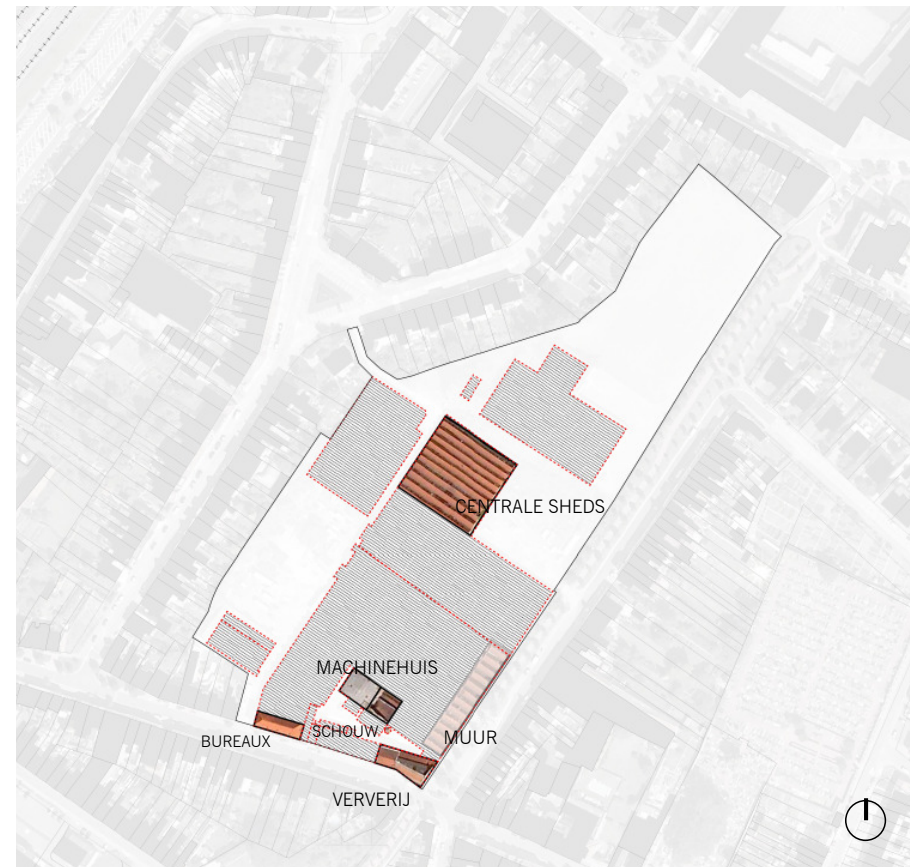 CENTRALE SHEDS
MACHINEHUIS
SCHOUW
MUUR
BUREAUX
VERVERIJ